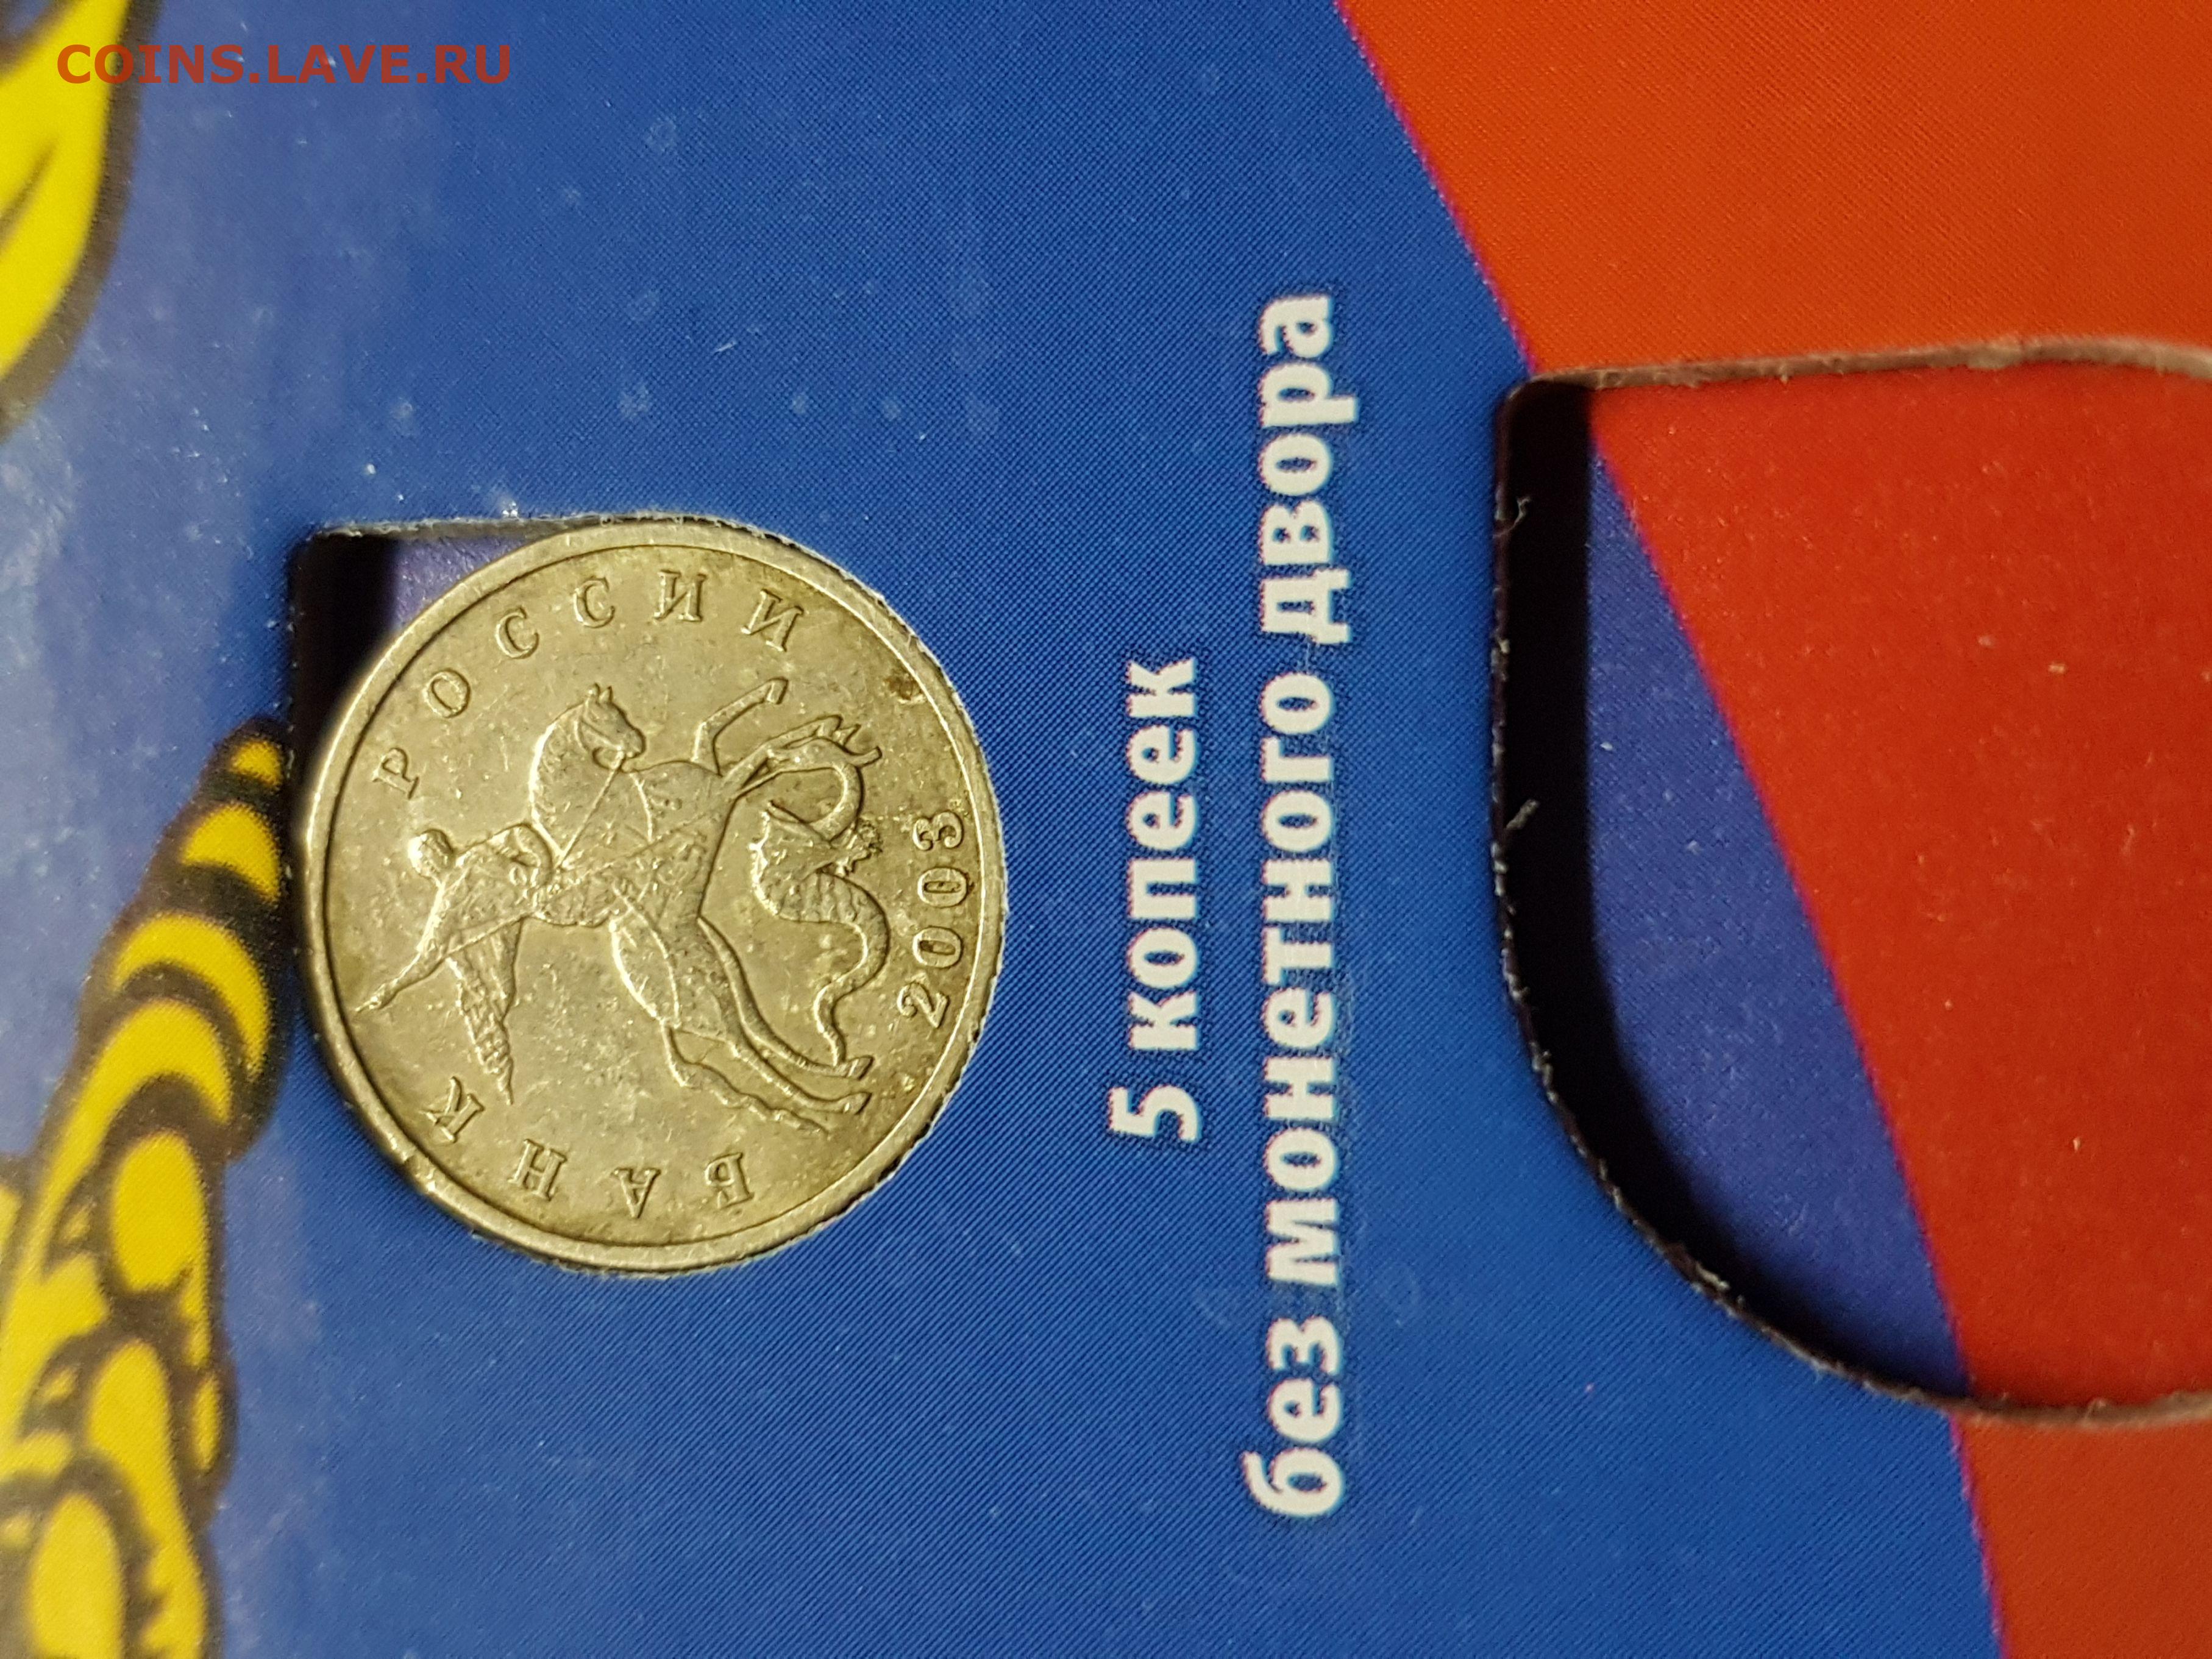 COINS.LAVE.RU
БАНК РОССИИ
2003
5 копеек
без монетного двора